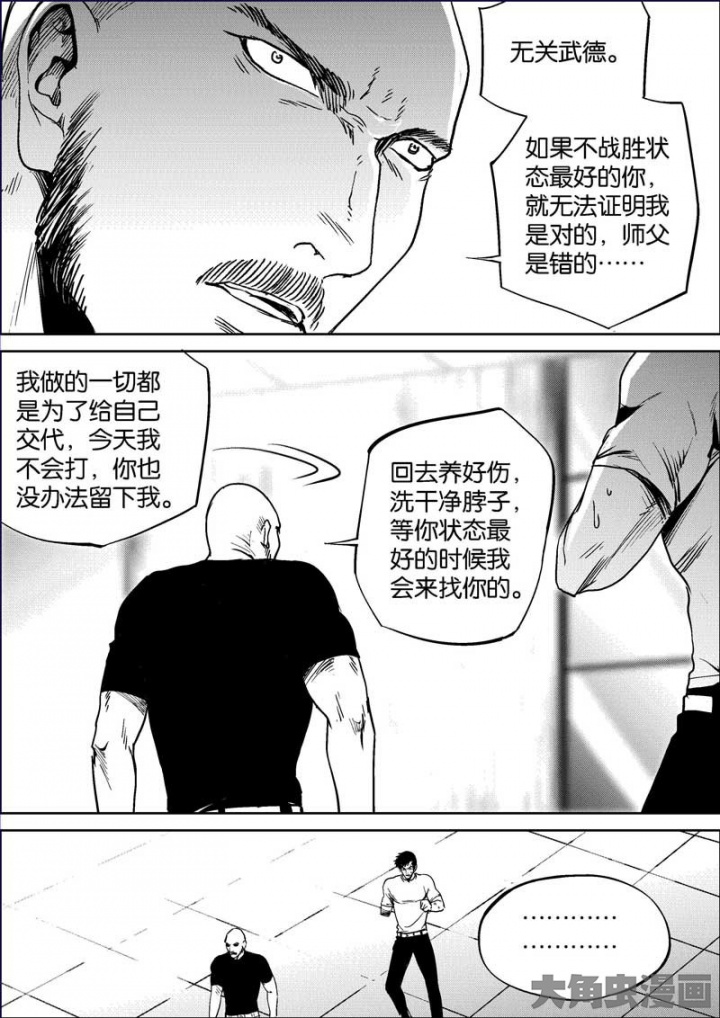 无关武德。
如果不战胜状
态最好的你，
就无法证明我
是对的，师父
是错的……
我做的一切都
是为了给自己
交代，今天我
不会打，你也
没办法留下我。
回去养好伤，
洗干净脖子，
等你状态最
好的时候我
会来找你的。
…………
…………
大角虫漫画